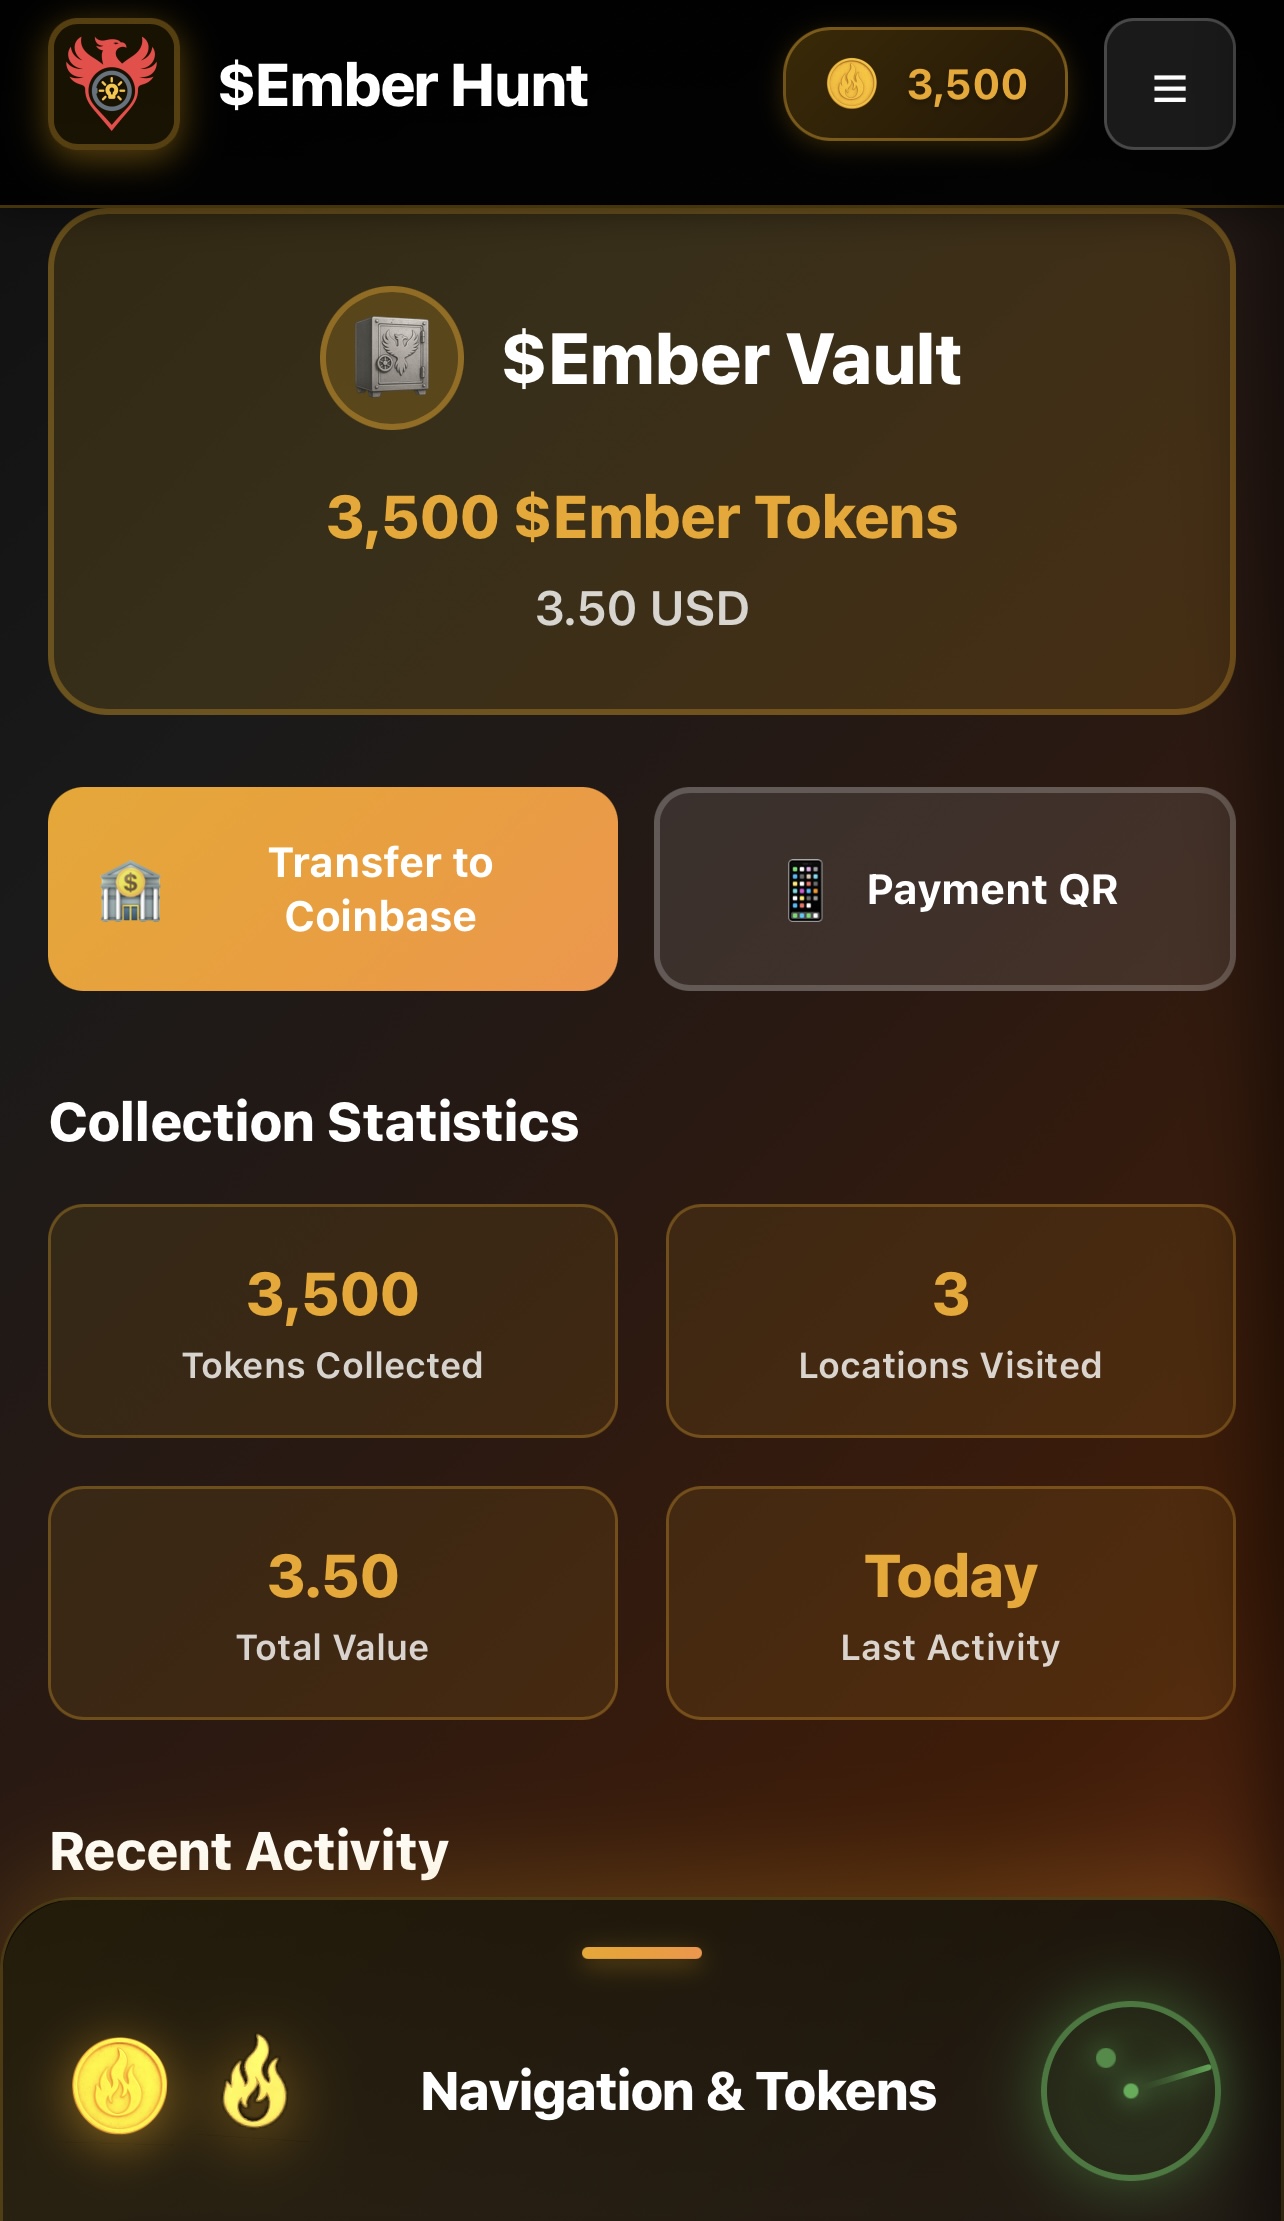 $Ember Hunt
3,500
$Ember Vault
3,500 $Ember Tokens
3.50 USD
Transfer to
Coinbase
Payment QR
Collection Statistics
3,500
Tokens Collected
3
Locations Visited
3.50
Total Value
Today
Last Activity
Recent Activity
Navigation & Tokens